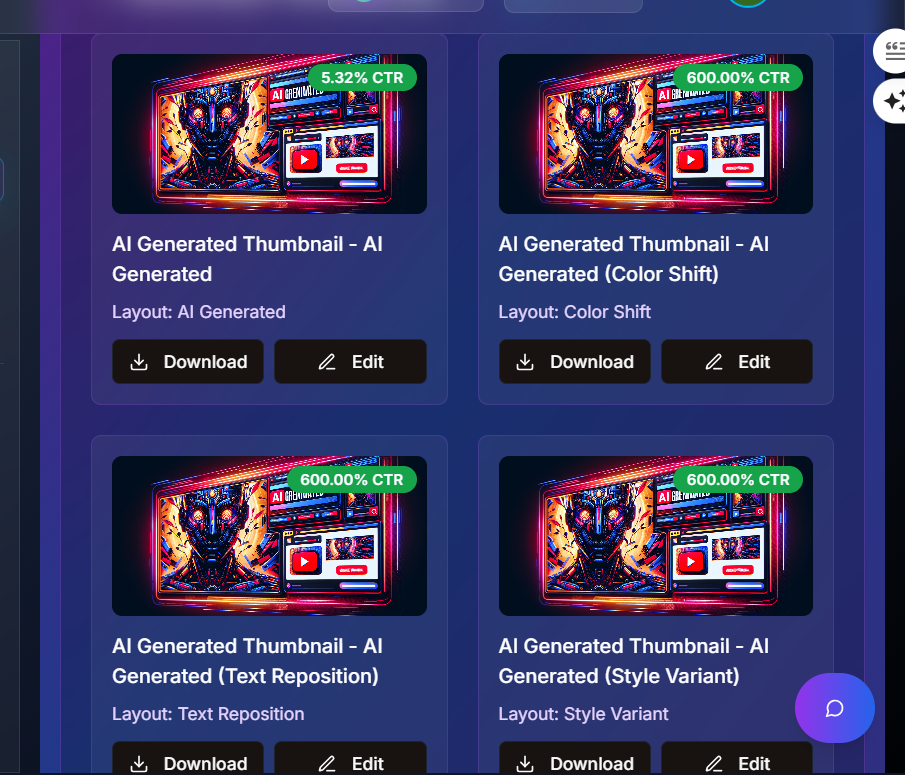 5.32% CTR
600.00% CTR
AI Generated Thumbnail - AI
Generated
Layout: AI Generated
Download
Edit
AI Generated Thumbnail - AI
Generated (Color Shift)
Layout: Color Shift
Download
Edit
600.00% CTR
600.00% CTR
AI Generated Thumbnail - AI
Generated (Text Reposition)
Layout: Text Reposition
Download
Edit
AI Generated Thumbnail - AI
Generated (Style Variant)
Layout: Style Variant
Download
Edit